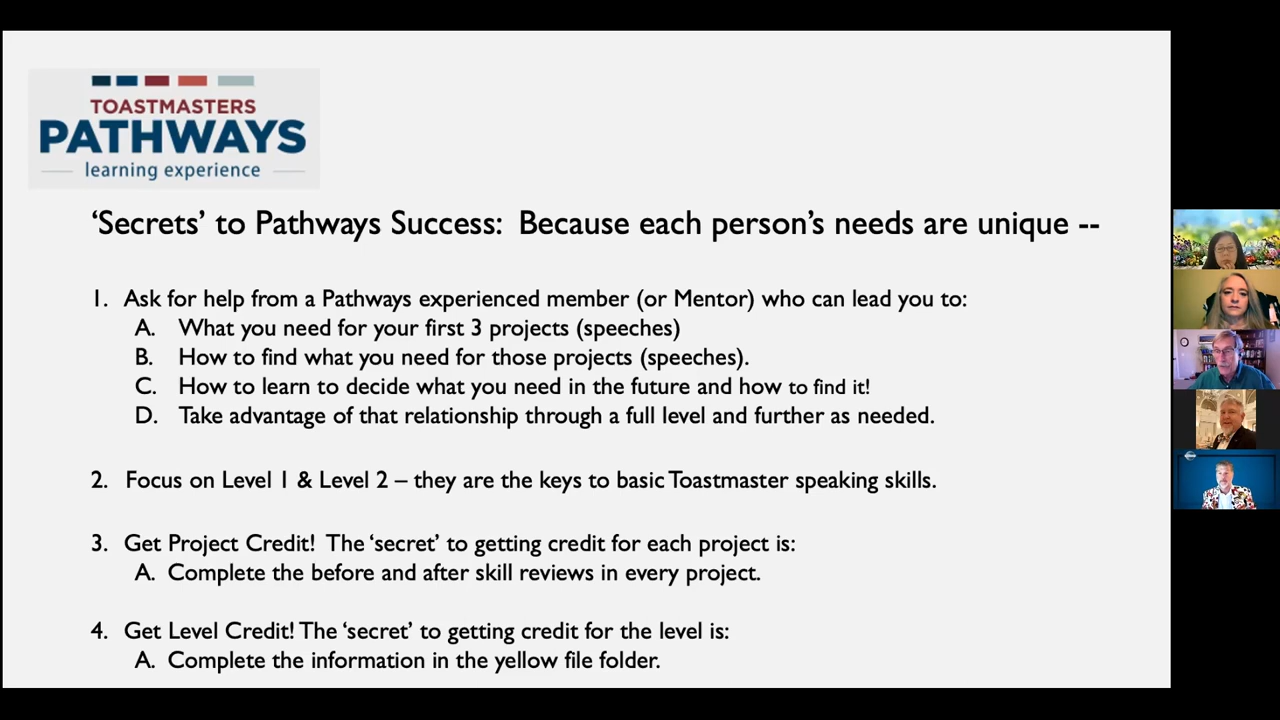 TOASTMASTERS
PATHWAYS
learning experience
‘Secrets’ to Pathways Success:  Because each person’s needs are unique --
1. Ask for help from a Pathways experienced member (or Mentor) who can lead you to:
A. What you need for your first 3 projects (speeches)
B. How to find what you need for those projects (speeches).
C. How to learn to decide what you need in the future and how to find it!
D. Take advantage of that relationship through a full level and further as needed.
2. Focus on Level 1 & Level 2 – they are the keys to basic Toastmaster speaking skills.
3. Get Project Credit!  The ‘secret’ to getting credit for each project is:
A. Complete the before and after skill reviews in every project.
4. Get Level Credit! The ‘secret’ to getting credit for the level is:
A. Complete the information in the yellow file folder.